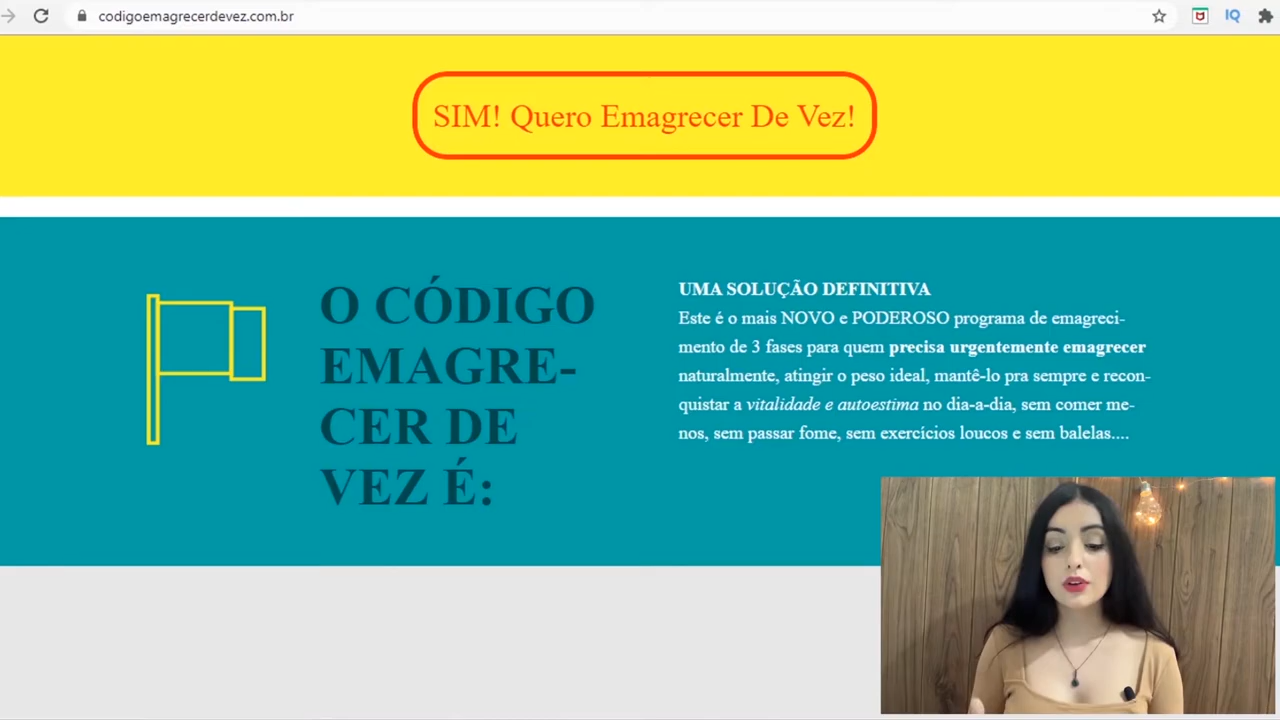 codigoemagrecerdevez.com.br
IQ
SIM! Quero Emagrecer De Vez!
O CÓDIGO
EMAGRE-
CER DE
VEZ É:
UMA SOLUÇÃO DEFINITIVA
Este é o mais NOVO e PODEROSO programa de emagreci-
mento de 3 fases para quem precisa urgentemente emagrecer
naturalmente, atingir o peso ideal, mantê-lo pra sempre e recon-
quistar a vitalidade e autoestima no dia-a-dia, sem comer me-
nos, sem passar fome, sem exercícios loucos e sem balelas....